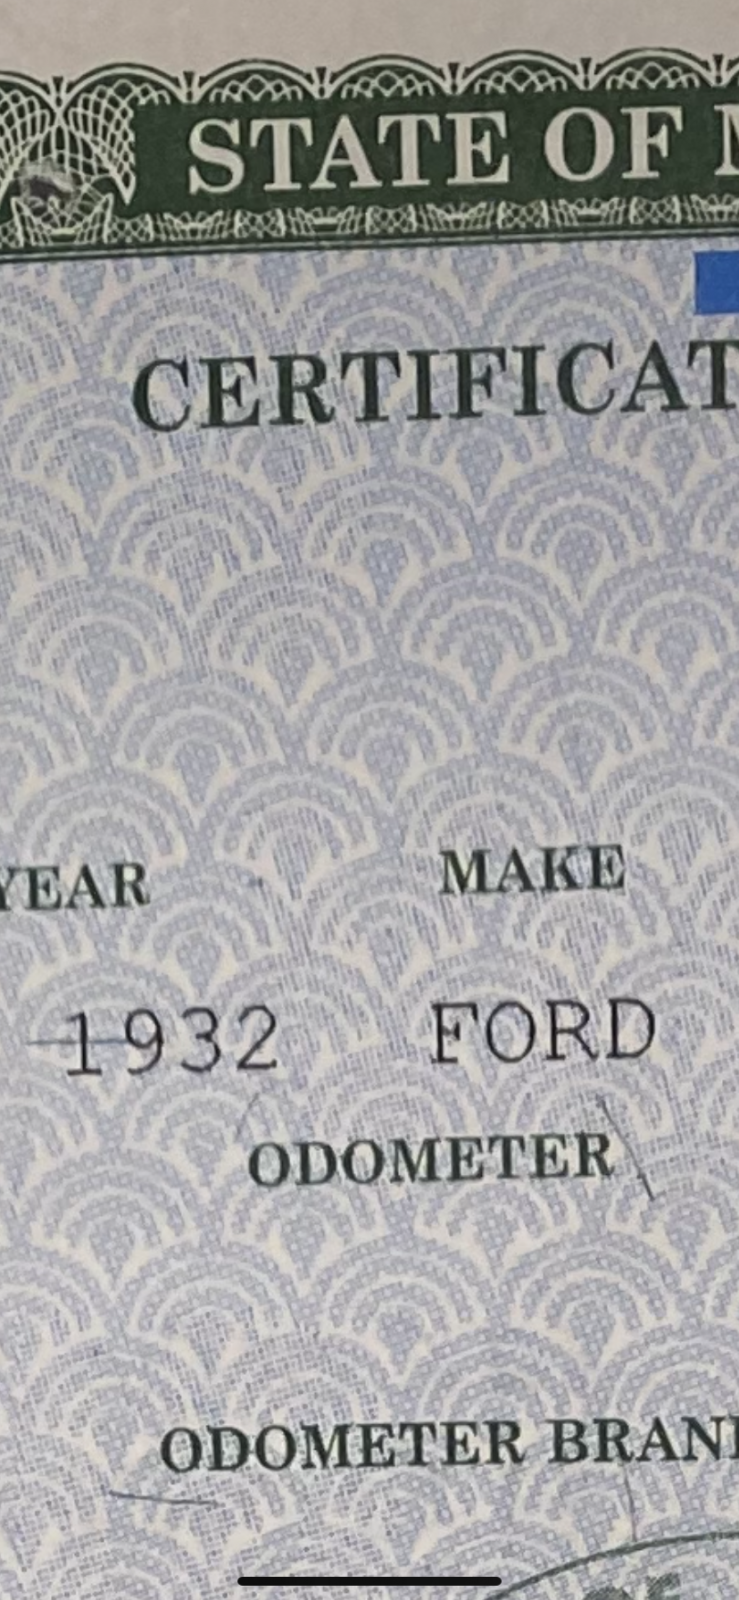 STATE OF M
CERTIFICAT
YEAR MAKE
1932 FORD
ODOMETER
ODOMETER BRAN